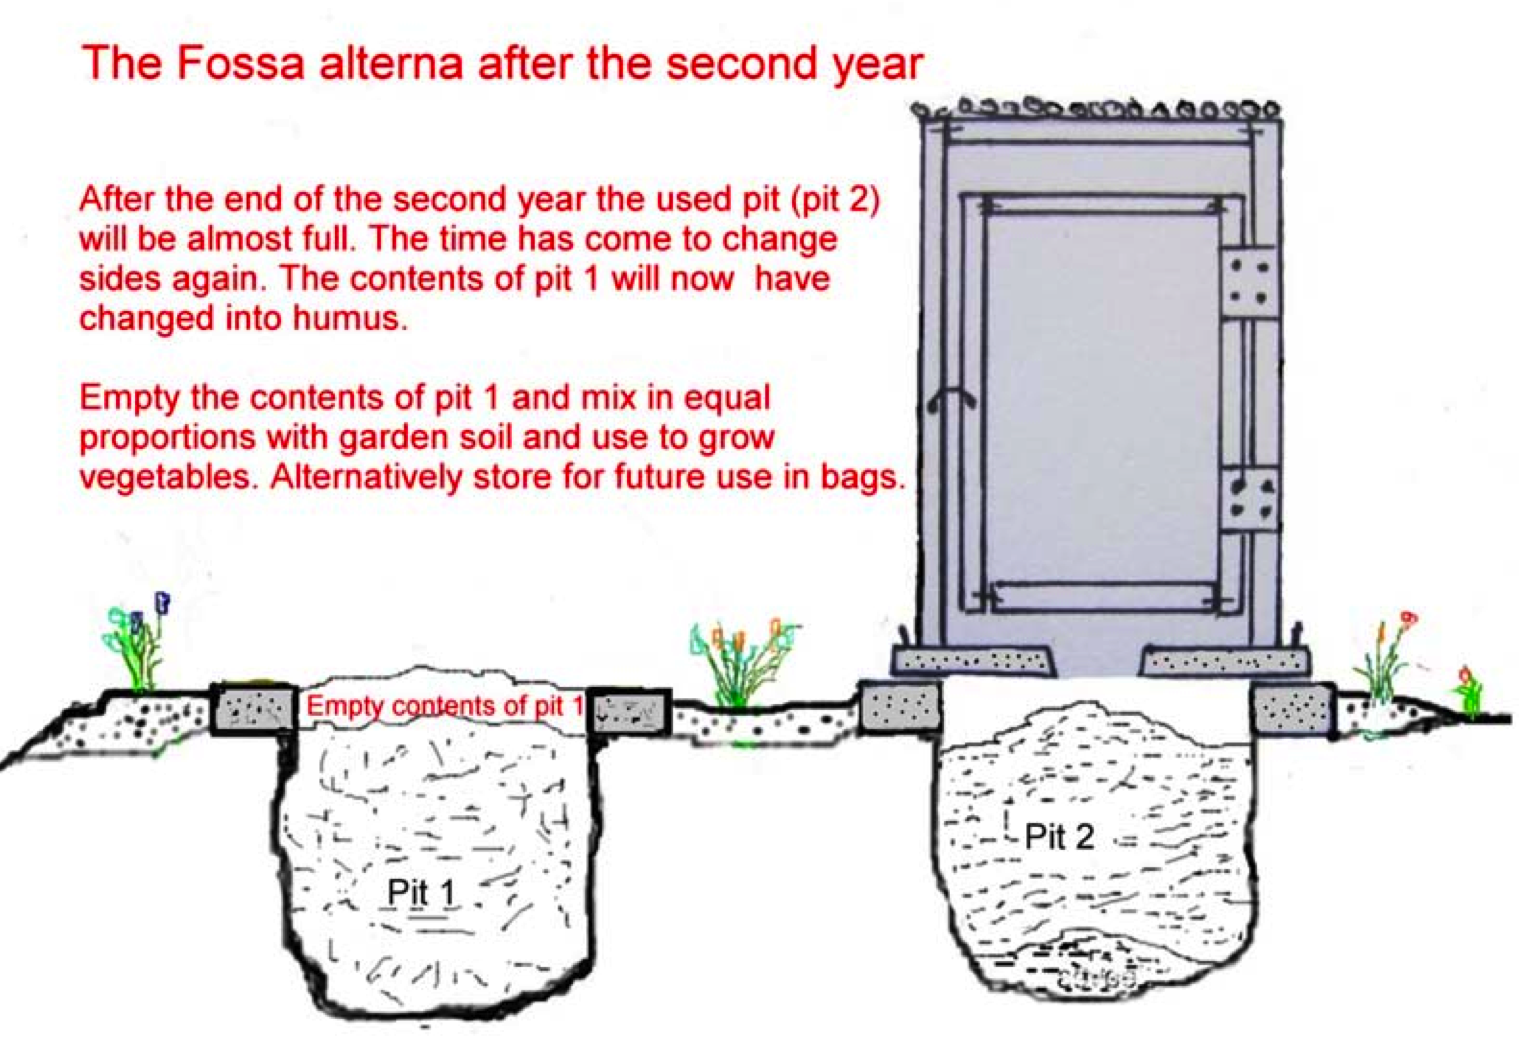 The Fossa alterna after the second year
After the end of the second year the used pit (pit 2)
will be almost full. The time has come to change
sides again. The contents of pit 1 will now have
changed into humus.
Empty the contents of pit 1 and mix in equal
proportions with garden soil and use to grow
vegetables. Alternatively store for future use in bags.
Empty contents of pit 1
Pit 1
Pit 2